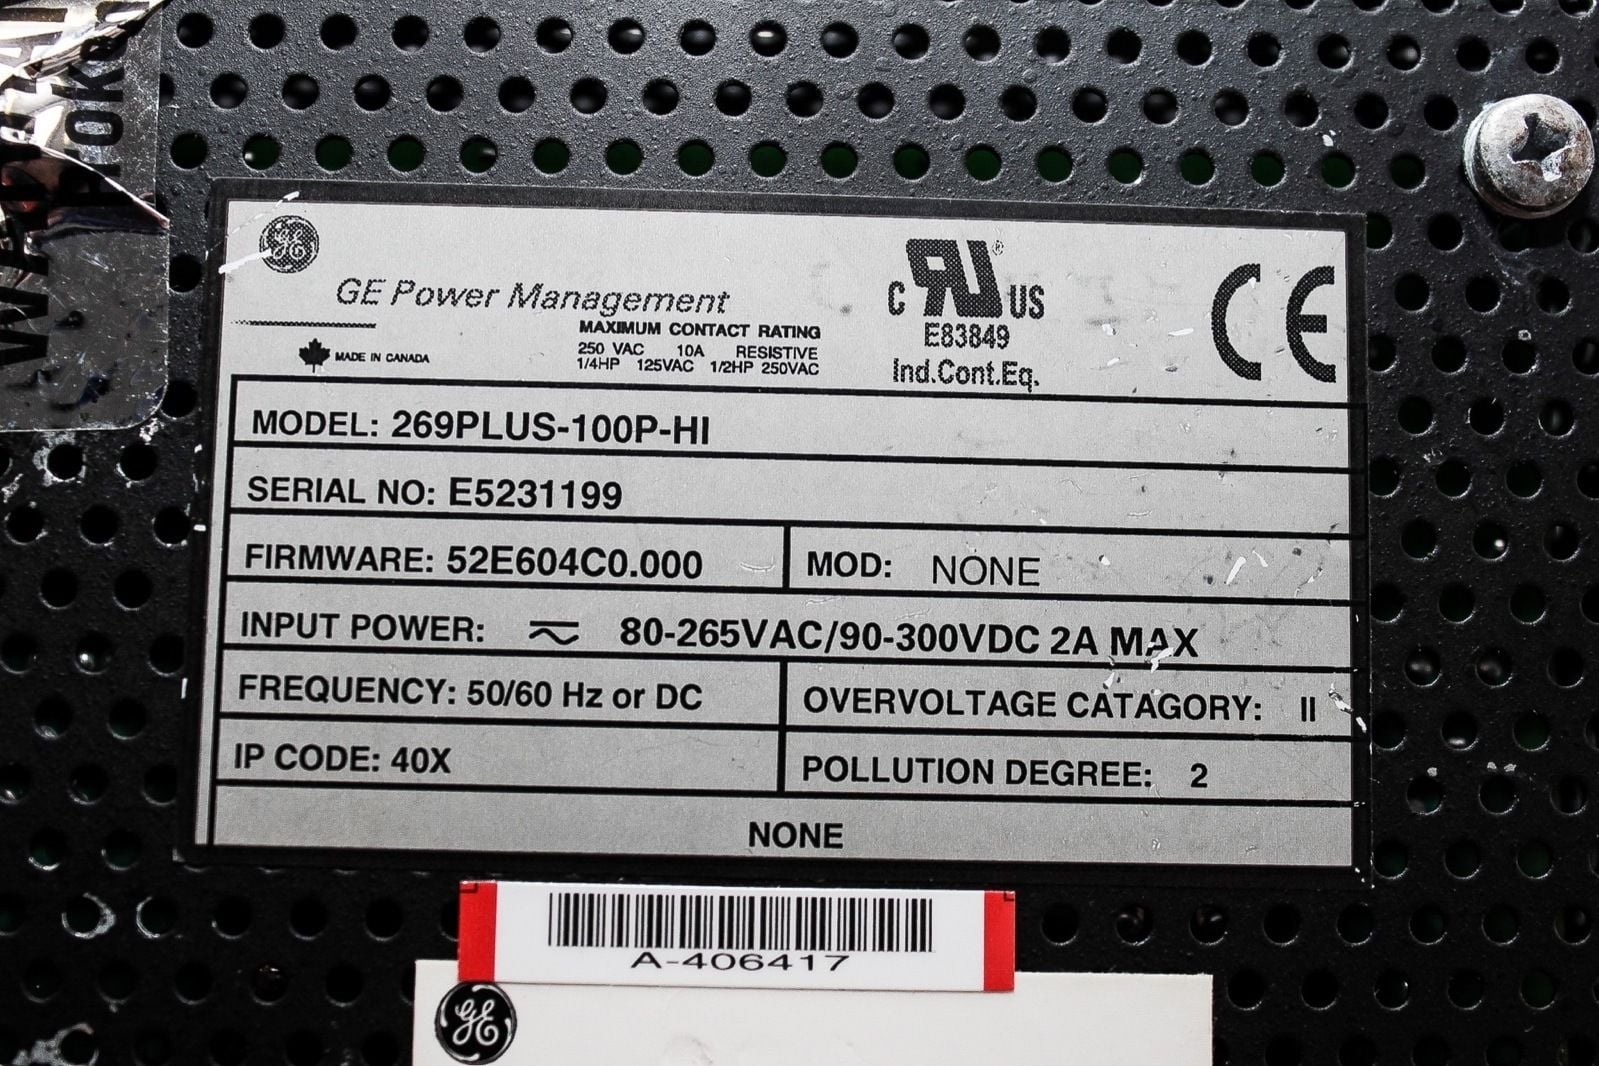 GE
GE Power Management
MADE IN CANADA
MAXIMUM CONTACT RATING
250 VAC 10A RESISTIVE
1/4HP 125VAC 1/2HP 250VAC
C UR US
®
E83849
Ind.Cont.Eq.
CE
MODEL: 269PLUS-100P-HI
SERIAL NO: E5231199
FIRMWARE: 52E604C0.000
MOD: NONE
INPUT POWER: 80-265VAC/90-300VDC 2A MAX
FREQUENCY: 50/60 Hz or DC
OVERVOLTAGE CATAGORY: II
IP CODE: 40X
POLLUTION DEGREE: 2
NONE
A-406417
GE